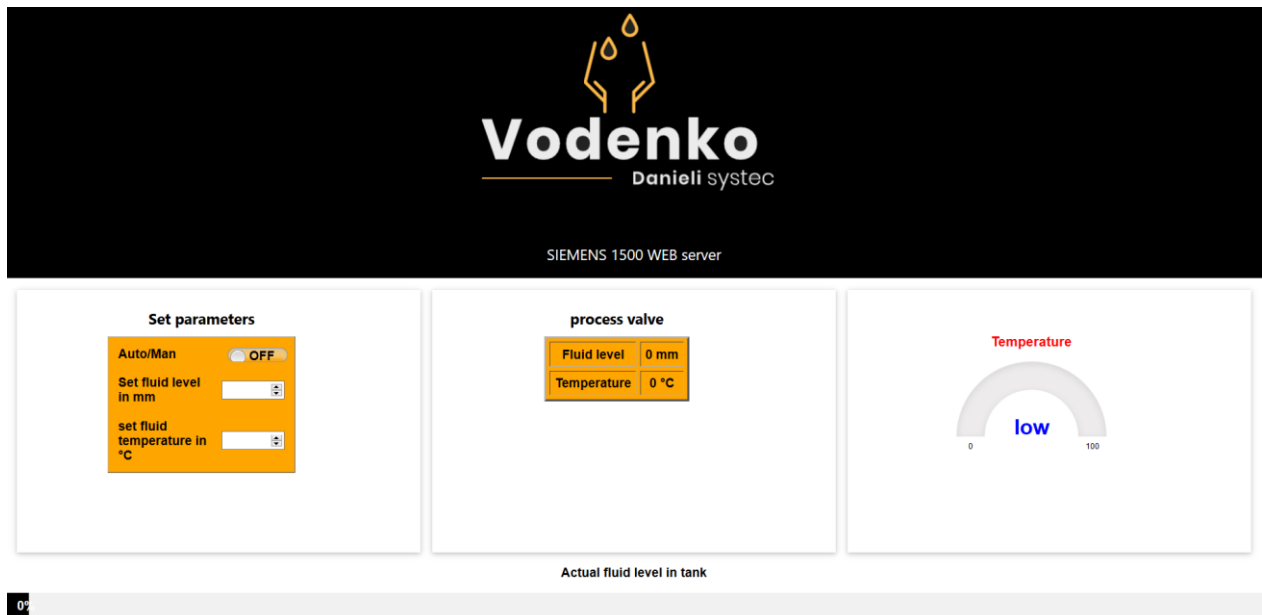 Vodenko
Danieli systec
SIEMENS 1500 WEB server
Set parameters
Auto/Man OFF
Set fluid level
in mm
set fluid
temperature in
°C
process valve
Fluid level 0 mm
Temperature 0 °C
Temperature
low
0 100
Actual fluid level in tank
0%